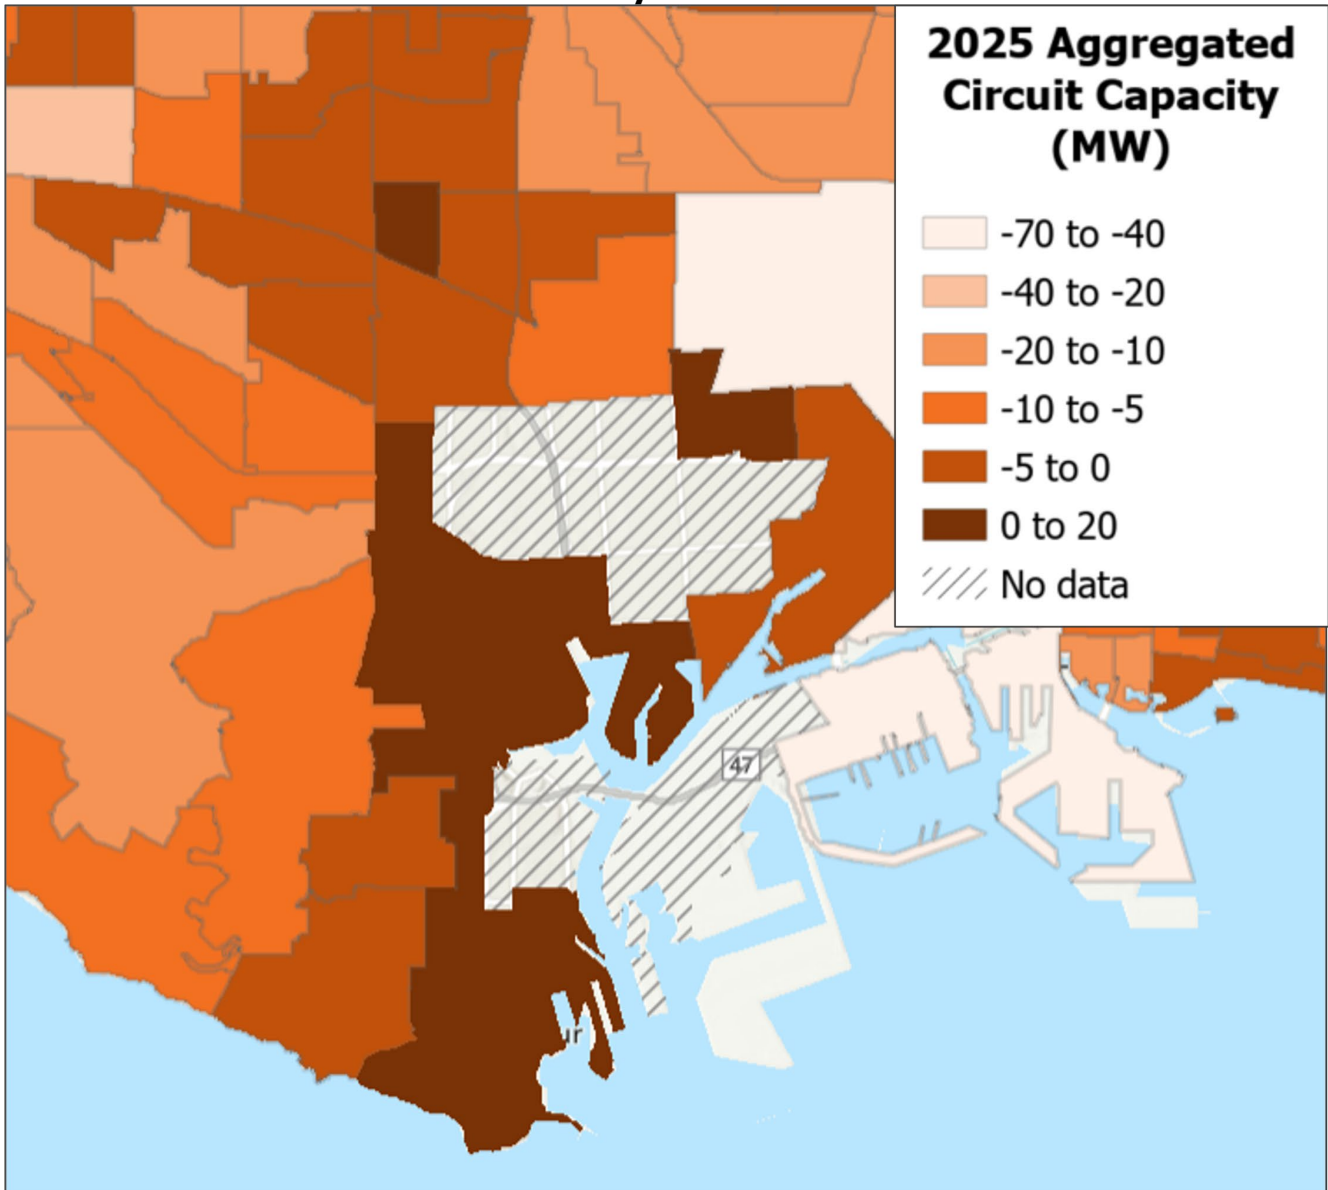 2025 Aggregated
Circuit Capacity
(MW)
-70 to -40
-40 to -20
-20 to -10
-10 to -5
-5 to 0
0 to 20
No data
47